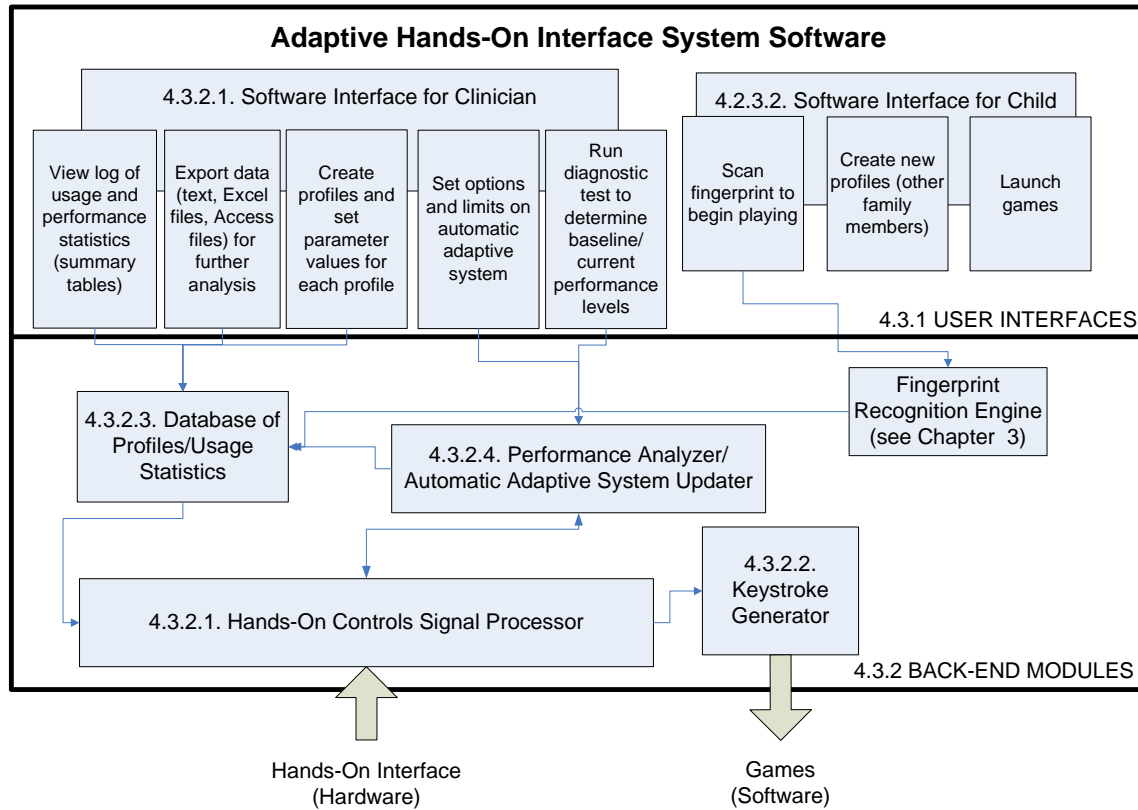 Adaptive Hands-On Interface System Software
4.3.2.1. Software Interface for Clinician
View log of
usage and
performance
statistics
(summary
tables)
Export data
(text, Excel
files, Access
files) for
further
analysis
Create
profiles and
set
parameter
values for
each profile
Set options
and limits on
automatic
adaptive
system
Run
diagnostic
test to
determine
baseline/
current
performance
levels
4.2.3.2. Software Interface for Child
Scan
fingerprint to
begin playing
Create new
profiles (other
family
members)
Launch
games
4.3.1 USER INTERFACES
4.3.2.3. Database of
Profiles/Usage
Statistics
4.3.2.4. Performance Analyzer/
Automatic Adaptive System Updater
Fingerprint
Recognition Engine
(see Chapter 3)
4.3.2.1. Hands-On Controls Signal Processor
4.3.2.2.
Keystroke
Generator
4.3.2 BACK-END MODULES
Hands-On Interface
(Hardware)
Games
(Software)